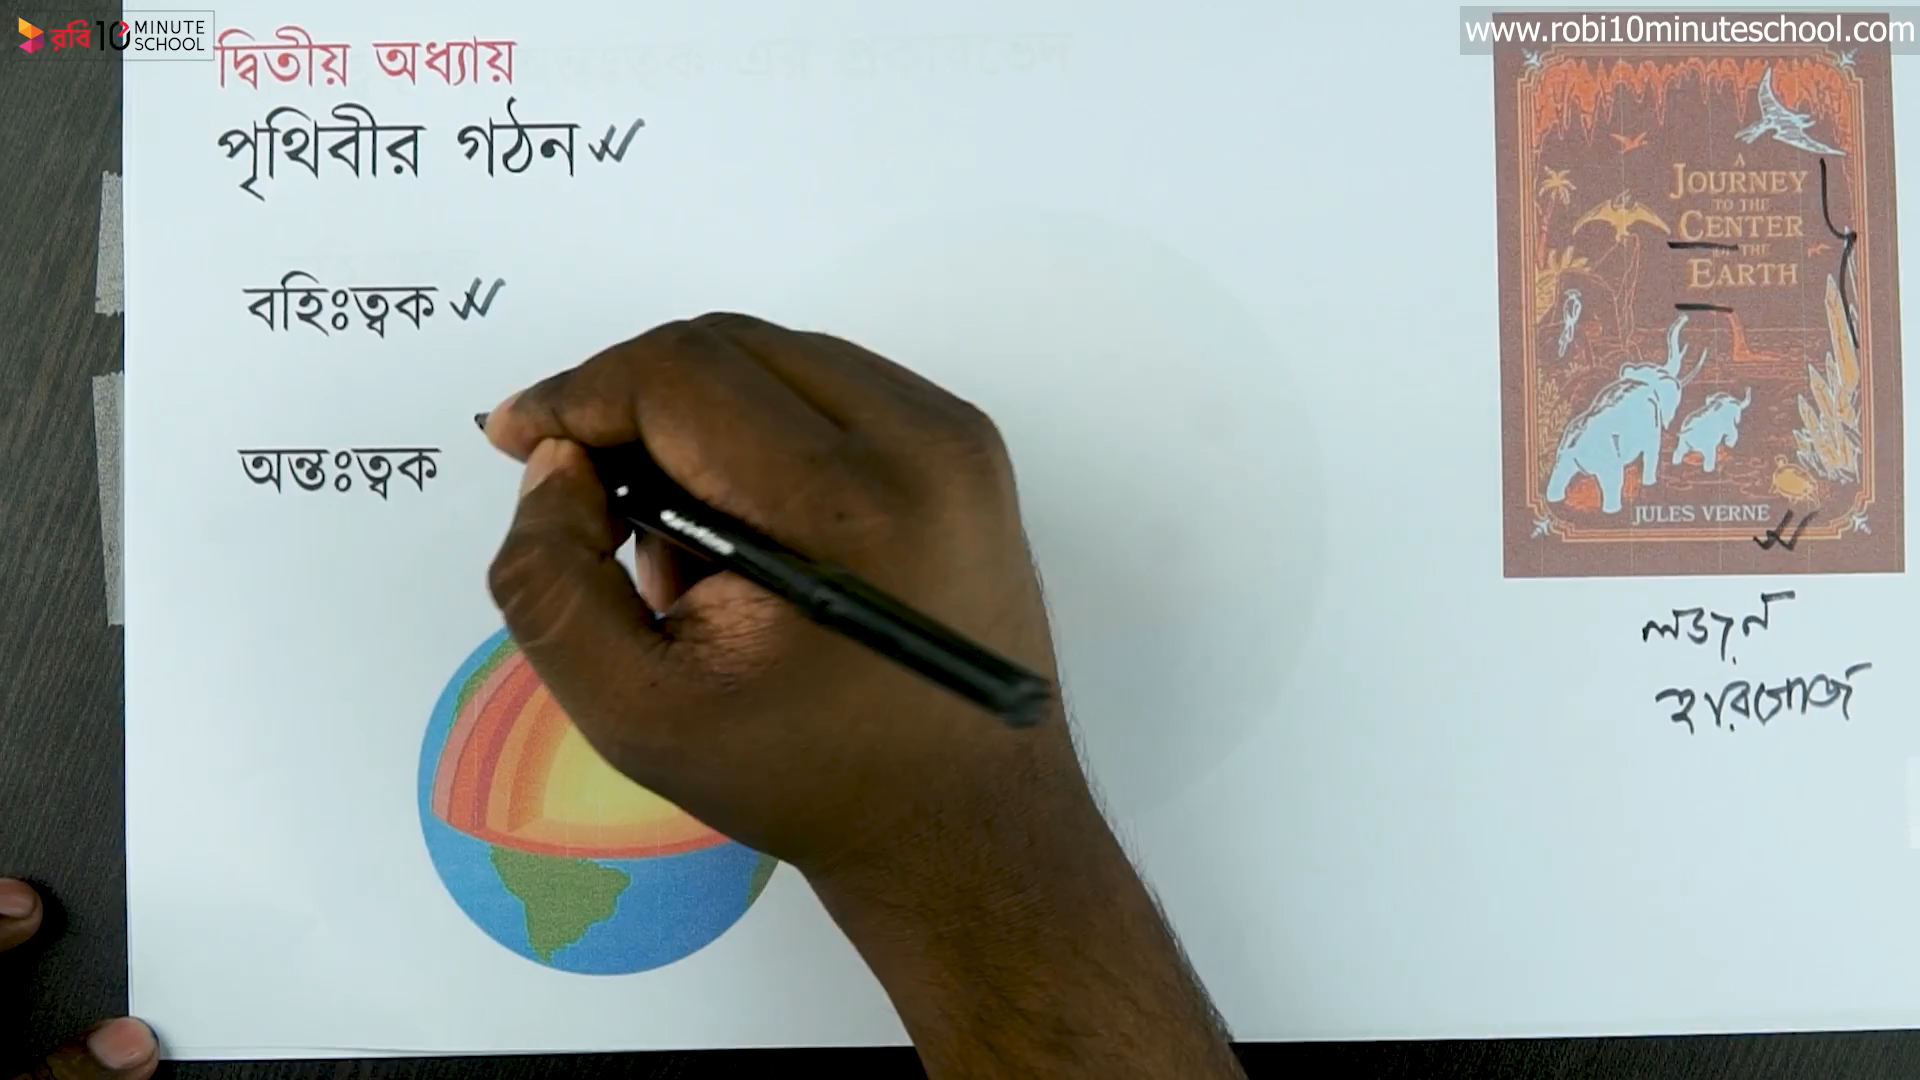 রবি 10 MINUTE SCHOOL
www.robi10minuteschool.com
দ্বিতীয় অধ্যায়
পৃথিবীর গঠন
বহিঃত্বক
অন্তঃত্বক
A
JOURNEY
TO THE
CENTER
OF THE
EARTH
JULES VERNE